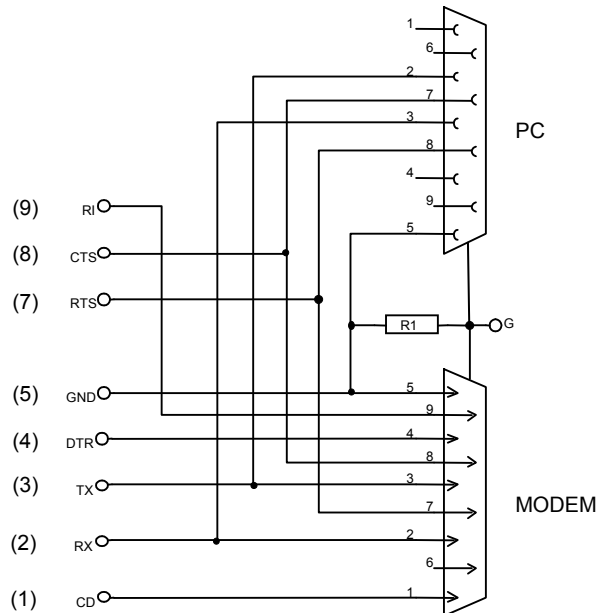 1
6
2
7
3
8
4
9
5
PC
(9) RI
(8) CTS
(7) RTS
R1
G
(5) GND 5
9
(4) DTR 4
8
(3) TX 3
7
MODEM
(2) RX 2
6
(1) CD 1